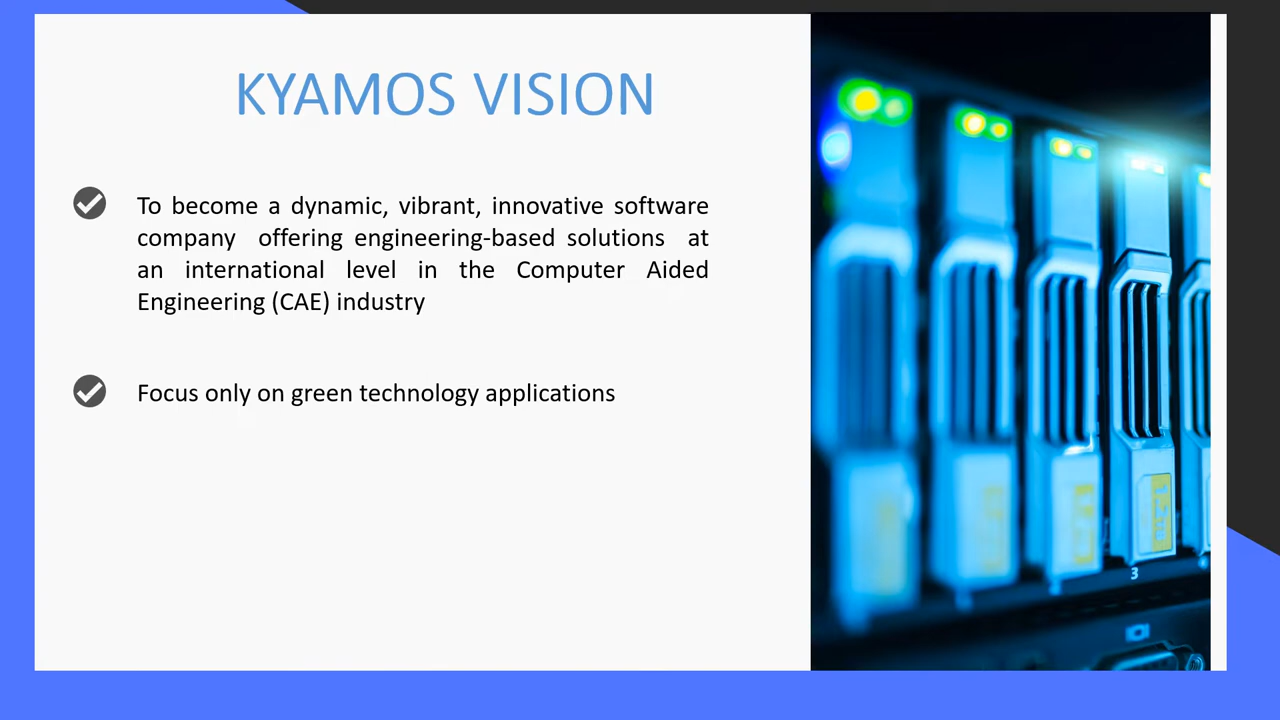 KYAMOS VISION
To become a dynamic, vibrant, innovative software
company offering engineering-based solutions at
an international level in the Computer Aided
Engineering (CAE) industry
Focus only on green technology applications
3